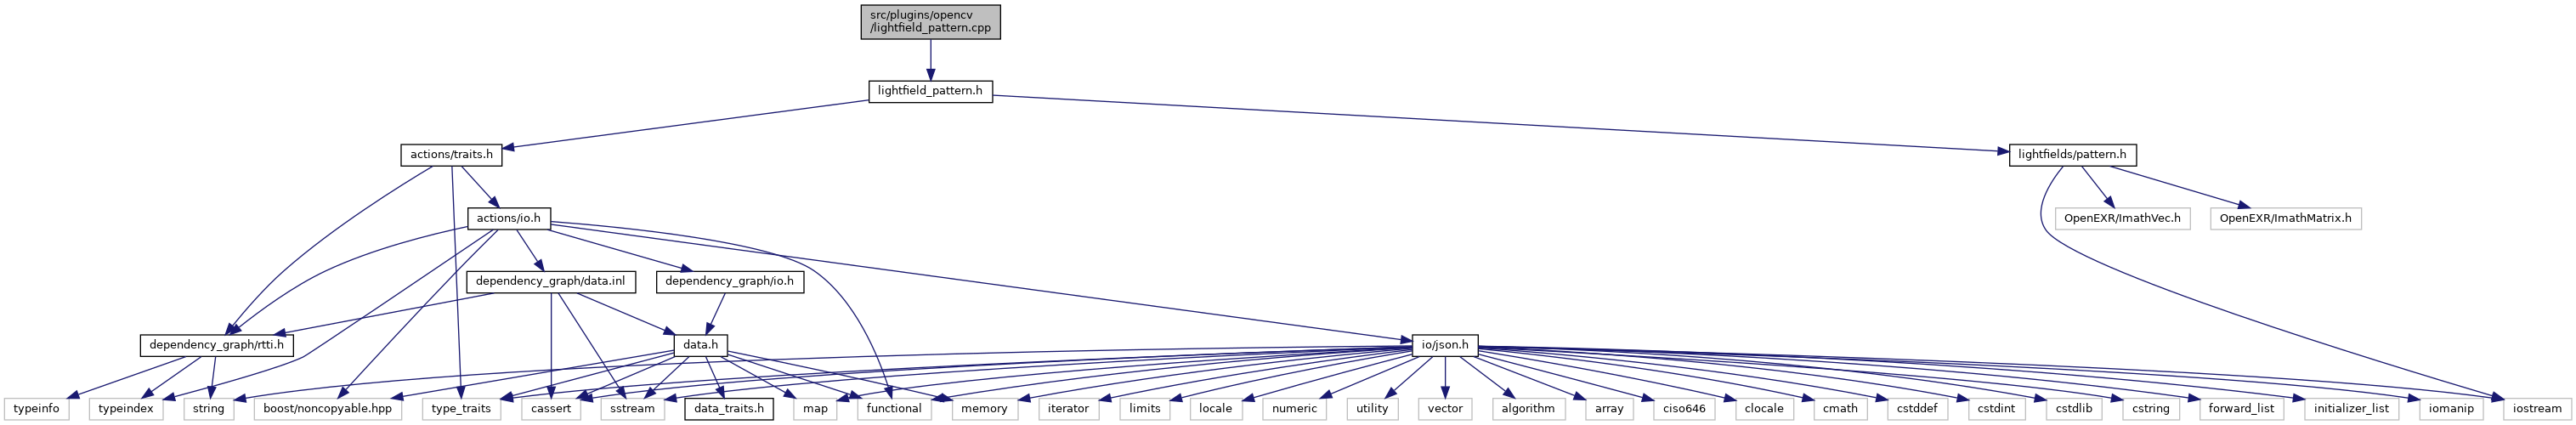 src/plugins/opencv
/lightfield_pattern.cpp
lightfield_pattern.h
actions/traits.h
lightfields/pattern.h
actions/io.h
OpenEXR/ImathVec.h
OpenEXR/ImathMatrix.h
dependency_graph/data.inl
dependency_graph/io.h
dependency_graph/rtti.h
data.h
io/json.h
typeinfo
typeindex
string
boost/noncopyable.hpp
type_traits
cassert
sstream
data_traits.h
map
functional
memory
iterator
limits
locale
numeric
utility
vector
algorithm
array
ciso646
clocale
cmath
cstddef
cstdint
cstdlib
cstring
forward_list
initializer_list
iomanip
iostream